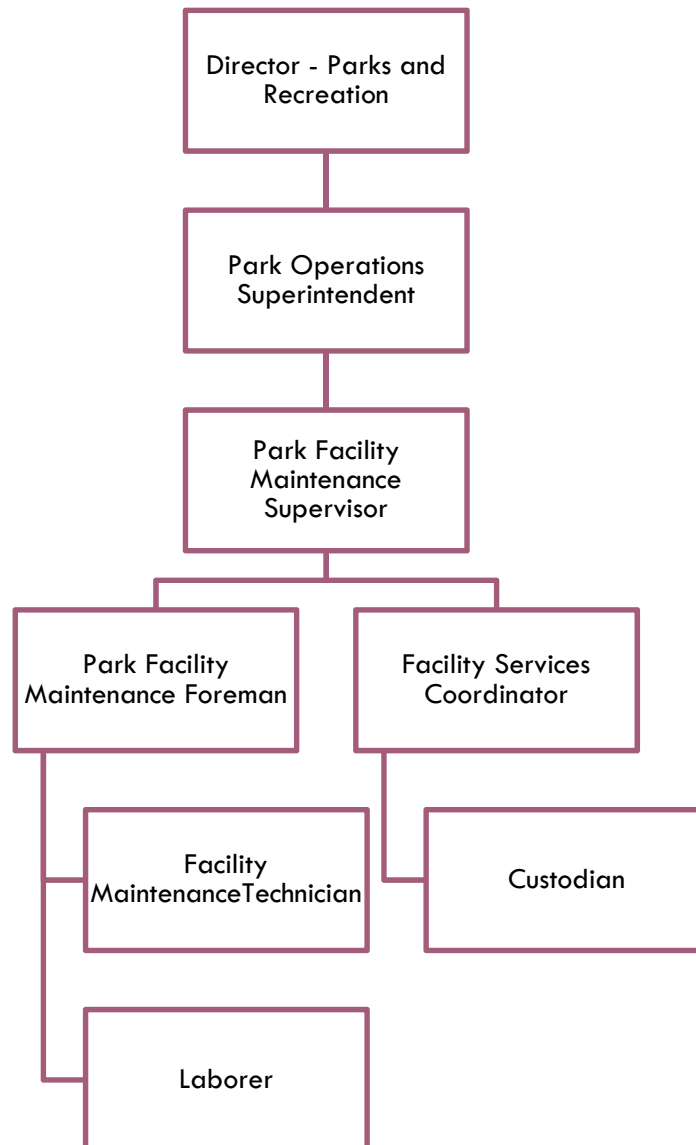 Director - Parks and
Recreation
Park Operations
Superintendent
Park Facility
Maintenance
Supervisor
Park Facility
Maintenance Foreman
Facility Services
Coordinator
Facility
MaintenanceTechnician
Custodian
Laborer